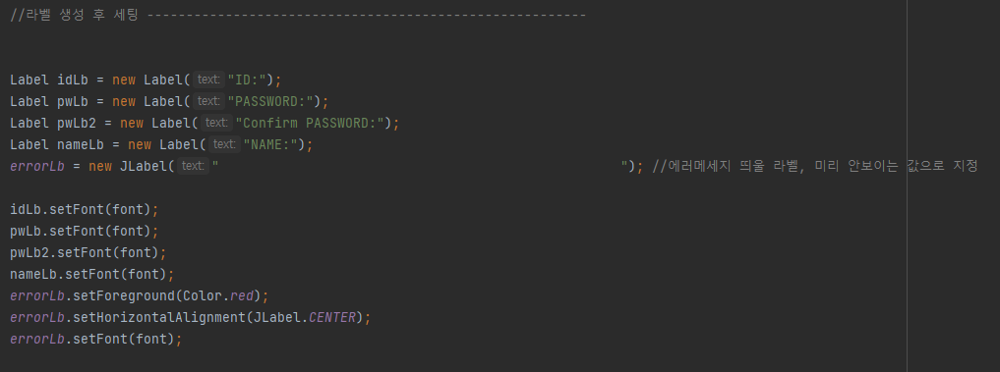 //라벨 생성 후 세팅 --------------------------------------------------------
Label idLb = new Label( text: "ID:");
Label pwLb = new Label( text: "PASSWORD:");
Label pwLb2 = new Label( text: "Confirm PASSWORD:");
Label nameLb = new Label( text: "NAME:");
errorLb = new JLabel( text: "                                                    "); //에러메세지 띄울 라벨, 미리 안보이는 값으로 지정
idLb.setFont(font);
pwLb.setFont(font);
pwLb2.setFont(font);
nameLb.setFont(font);
errorLb.setForeground(Color.red);
errorLb.setHorizontalAlignment(JLabel.CENTER);
errorLb.setFont(font);